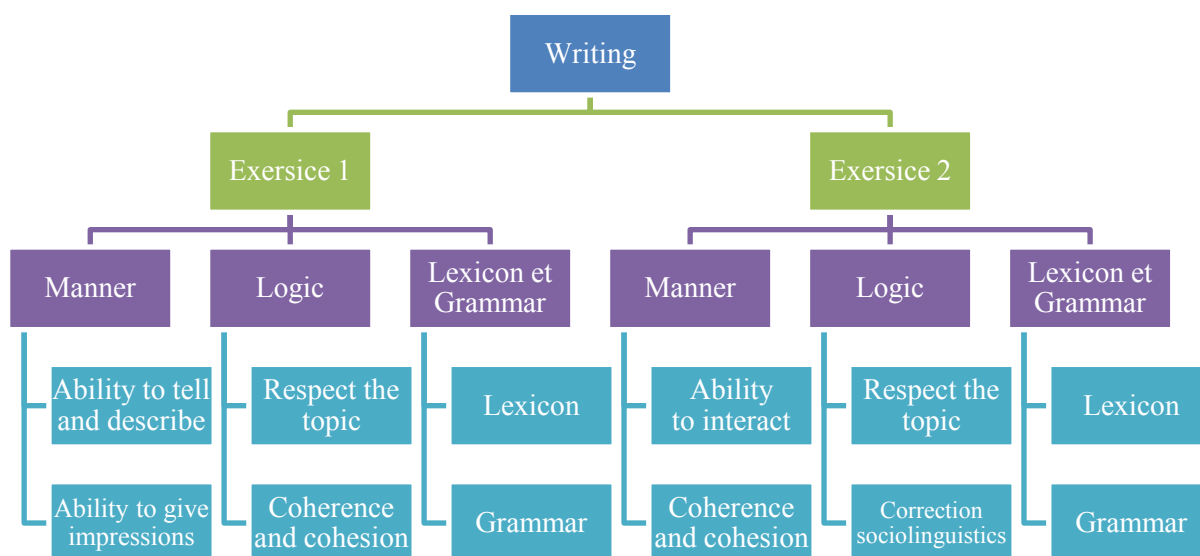 Writing
Exersice 1
Exersice 2
Manner
Logic
Lexicon et
Grammar
Manner
Logic
Lexicon et
Grammar
Ability to tell
and describe
Respect the
topic
Lexicon
Ability
to interact
Respect the
topic
Lexicon
Ability to give
impressions
Coherence
and cohesion
Grammar
Coherence
and cohesion
Correction
sociolinguistics
Grammar